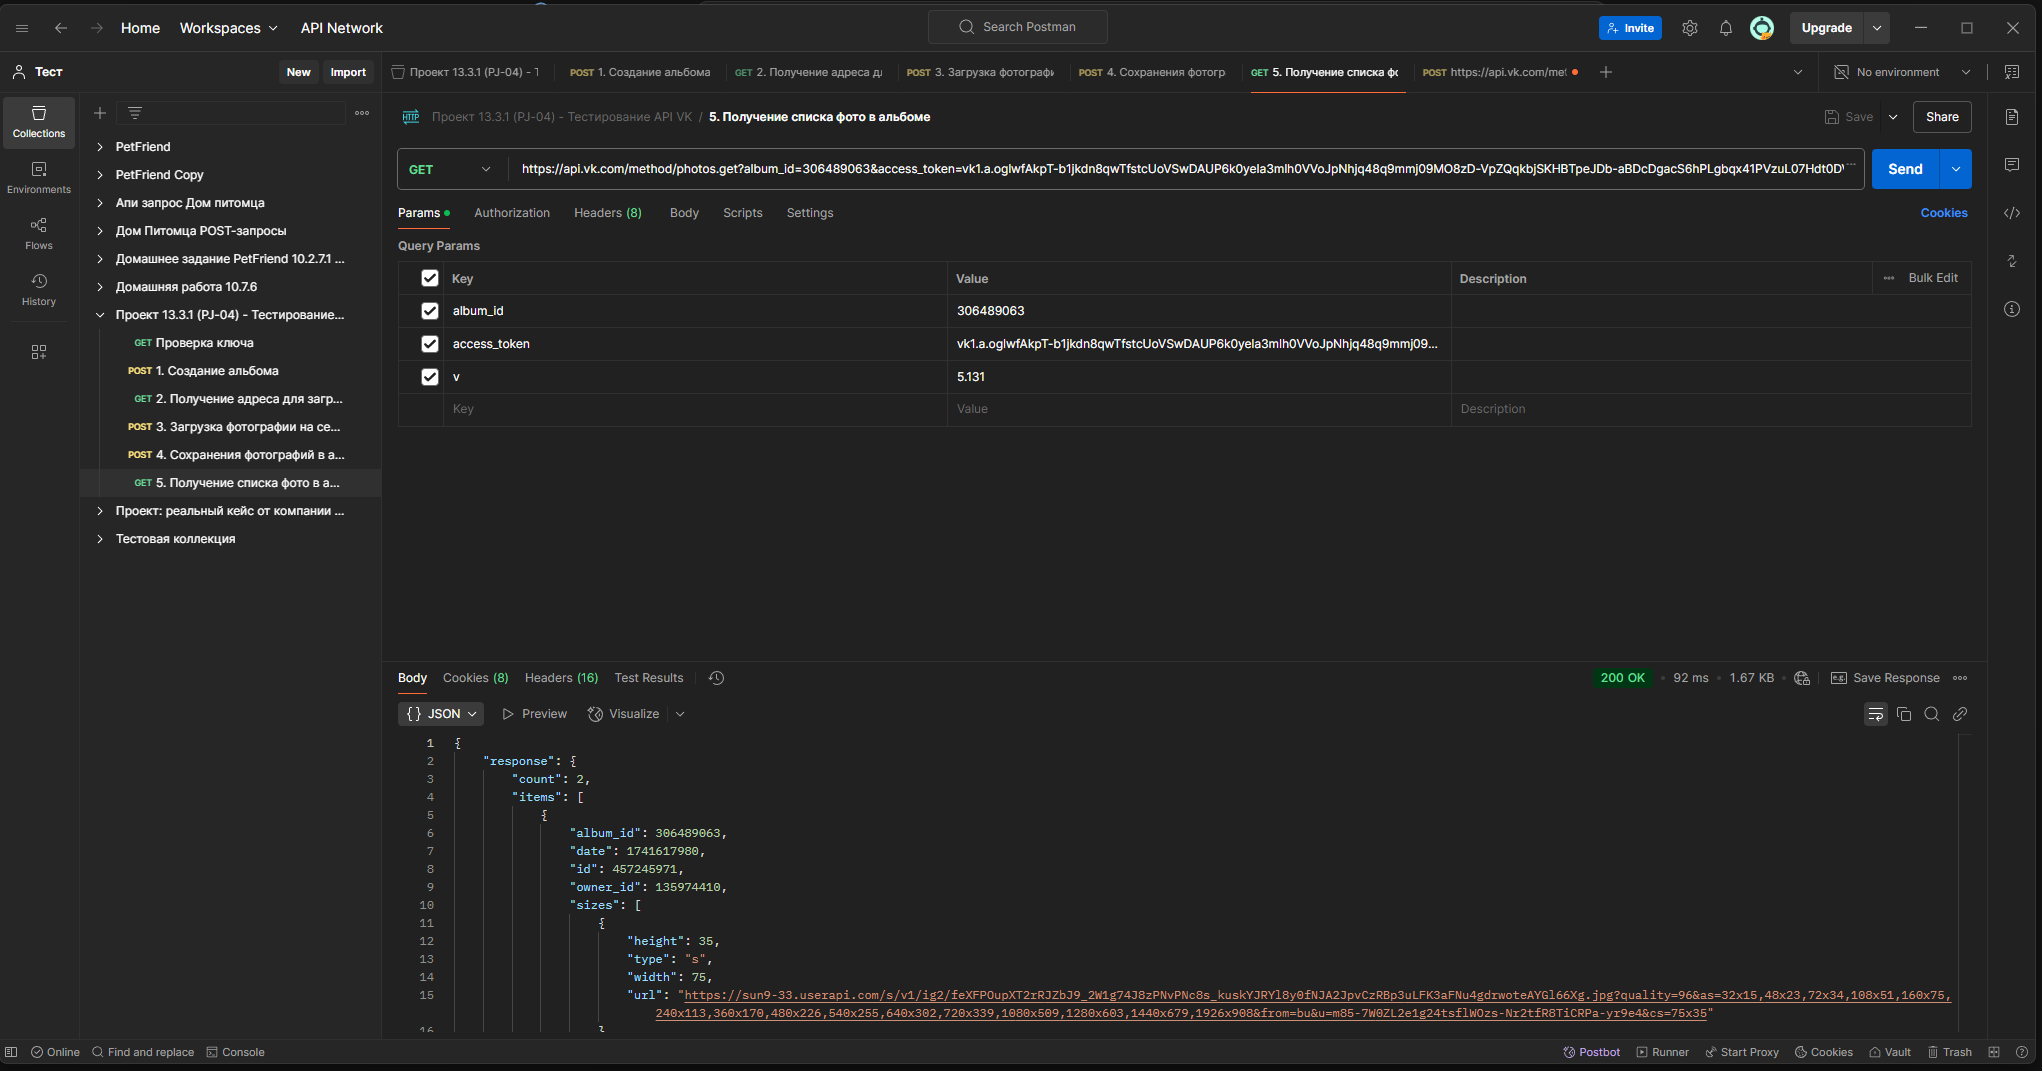 Home Workspaces API Network Search Postman Invite Upgrade
Тест New Import Проект 13.3.1 (PJ-04) - Т POST 1. Создание альбома GET 2. Получение адреса дл POST 3. Загрузка фотографи POST 4. Сохранения фотогр GET 5. Получение списка фо POST https://api.vk.com/met No environment
Collections
Environments
Flows
History
PetFriend
PetFriend Copy
Апи запрос Дом питомца
Дом Питомца POST-запросы
Домашнее задание PetFriend 10.2.7.1 ...
Домашняя работа 10.7.6
Проект 13.3.1 (PJ-04) - Тестирование...
GET Проверка ключа
POST 1. Создание альбома
GET 2. Получение адреса для загр...
POST 3. Загрузка фотографии на се...
POST 4. Сохранения фотографий в а...
GET 5. Получение списка фото в а...
Проект: реальный кейс от компании ...
Тестовая коллекция
HTTP Проект 13.3.1 (PJ-04) - Тестирование API VK / 5. Получение списка фото в альбоме Save Share
GET https://api.vk.com/method/photos.get?album_id=306489063&access_token= Send
Params Authorization Headers (8) Body Scripts Settings Cookies
Query Params
Key Value Description Bulk Edit
album_id 306489063
access_token
v 5.131
Key Value Description
Body Cookies (8) Headers (16) Test Results 200 OK 92 ms 1.67 KB e.g. Save Response
{} JSON Preview Visualize
1 {
2 "response": {
3 "count": 2,
4 "items": [
5 {
6 "album_id": 306489063,
7 "date": 1741617980,
8 "id": 457245971,
9 "owner_id": 135974410,
10 "sizes": [
11 {
12 "height": 35,
13 "type": "s",
14 "width": 75,
15 "url": "https://sun9-33.userapi.com/s/v1/ig2/feXFPOupXT2rRJZbJ9_2W1g74J8zPNvPNc8s_kuskYJRYl8y0fNJA2JpvCzRBp3uLFK3aFNu4gdrwoteAYGl66Xg.jpg?quality=96&as=32x15,48x23,72x34,108x51,160x75,
240x113,360x170,480x226,540x255,640x302,720x339,1080x509,1280x603,1440x679,1926x908&from=bu&u=m85-7W0ZL2e1g24tsflWOzs-Nr2tfR8TiCRPa-yr9e4&cs=75x35"
16 }
Online Find and replace Console Postbot Runner Start Proxy Cookies Vault Trash